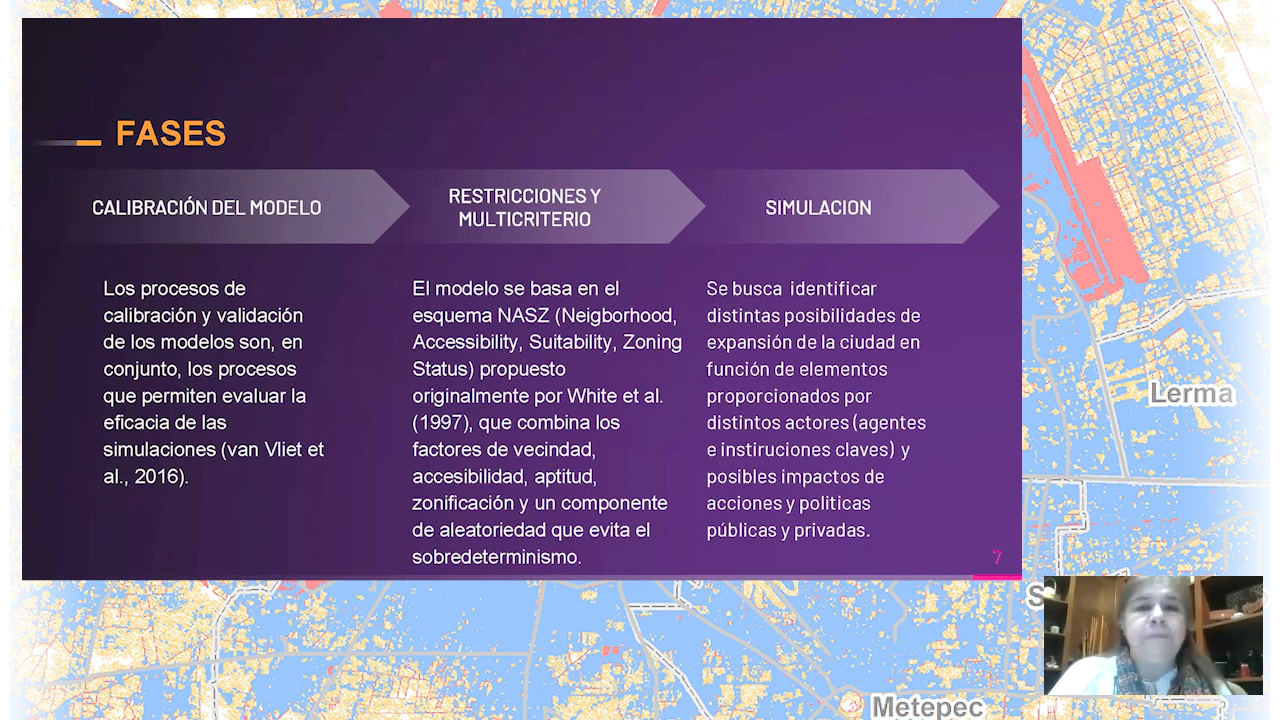 FASES
CALIBRACIÓN DEL MODELO
RESTRICCIONES Y
MULTICRITERIO
SIMULACION
Los procesos de
calibración y validación
de los modelos son, en
conjunto, los procesos
que permiten evaluar la
eficacia de las
simulaciones (van Vliet et
al., 2016).
El modelo se basa en el
esquema NASZ (Neigborhood,
Accessibility, Suitability, Zoning
Status) propuesto
originalmente por White et al.
(1997), que combina los
factores de vecindad,
accesibilidad, aptitud,
zonificación y un componente
de aleatoriedad que evita el
sobredeterminismo.
Se busca identificar
distintas posibilidades de
expansión de la ciudad en
función de elementos
proporcionados por
distintos actores (agentes
e instruciones claves) y
posibles impactos de
acciones y politicas
públicas y privadas.
7
Lerma
S
Metepec